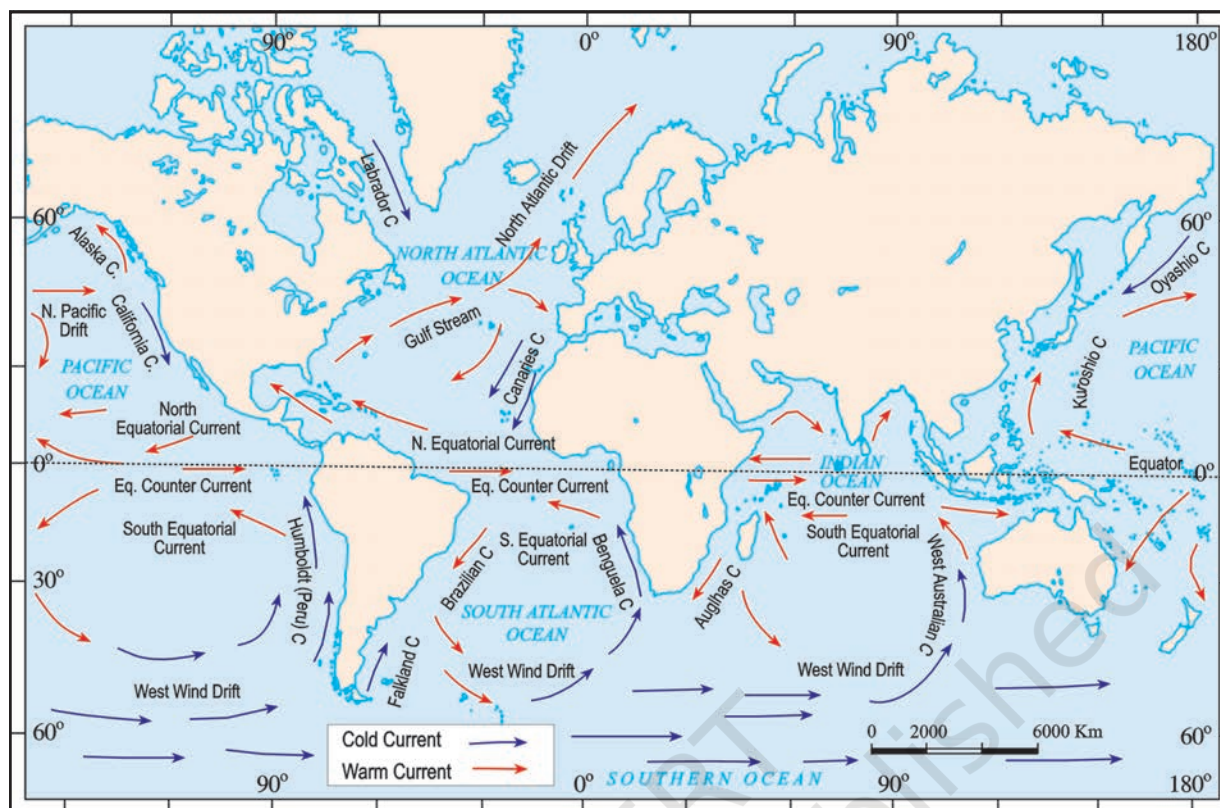 90°
0°
90°
180°
60°
60°
Labrador C
North Atlantic Drift
NORTH ATLANTIC
OCEAN
Alaska C.
Oyashio C
N. Pacific
Drift
California C.
Gulf Stream
Canaries C
Kuroshio C
PACIFIC
OCEAN
PACIFIC
OCEAN
North
Equatorial Current
N. Equatorial Current
Equator
0°
0°
INDIAN
OCEAN
Eq. Counter Current
Eq. Counter Current
Eq. Counter Current
South Equatorial
Current
Humboldt (Peru) C
S. Equatorial
Current
Benguela C
South Equatorial
Current
West Australian C
30°
Brazilian C
Auglhas C
SOUTH ATLANTIC
OCEAN
Falkland C
West Wind Drift
West Wind Drift
West Wind Drift
60°
60°
Cold Current
Warm Current
0 2000 6000 Km
SOUTHERN OCEAN
90°
0°
90°
180°
NCERT
published